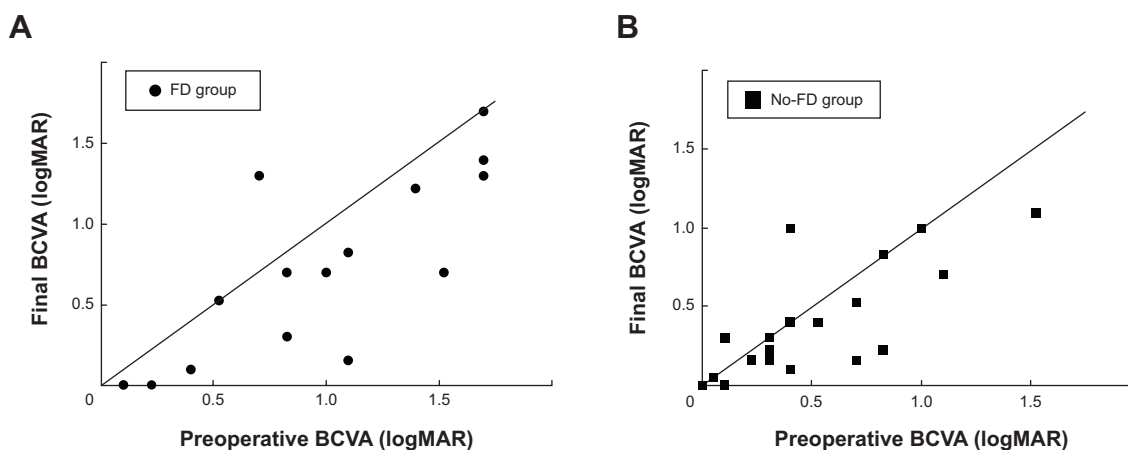 A
FD group
Final BCVA (logMAR)
1.5
1.0
0.5
0
0.5
1.0
1.5
Preoperative BCVA (logMAR)
B
No-FD group
Final BCVA (logMAR)
1.5
1.0
0.5
0
0.5
1.0
1.5
Preoperative BCVA (logMAR)